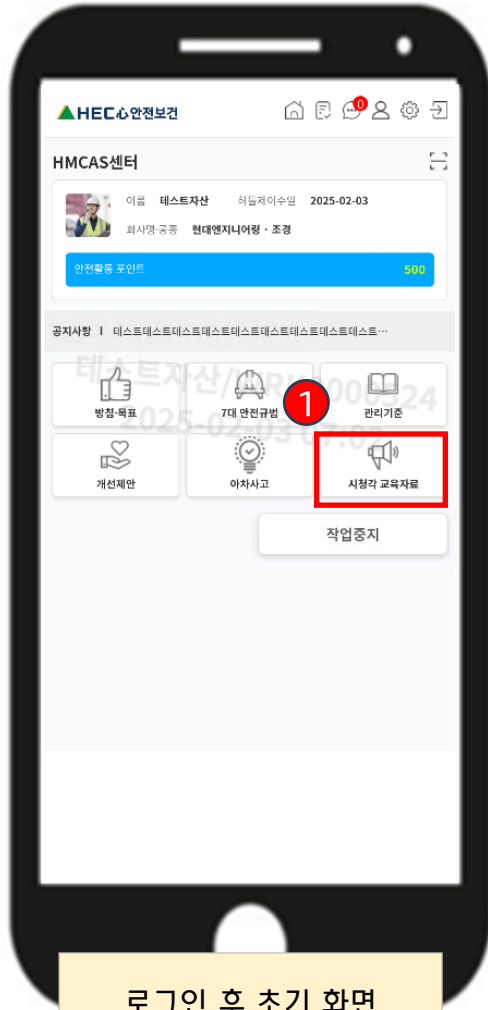 HEC心안전보건
0
HMCAS센터
이름 테스트자산 허들제이수일 2025-02-03
회사명·공종 현대엔지니어링 · 조경
안전활동 포인트 500
공지사항 | 테스트테스트테스트테스트테스트테스트테스트테스트테스트…
방침·목표 7대 안전규범 1 관리기준
개선제안 아차사고 시청각 교육자료
작업중지
로그인 후 초기 화면